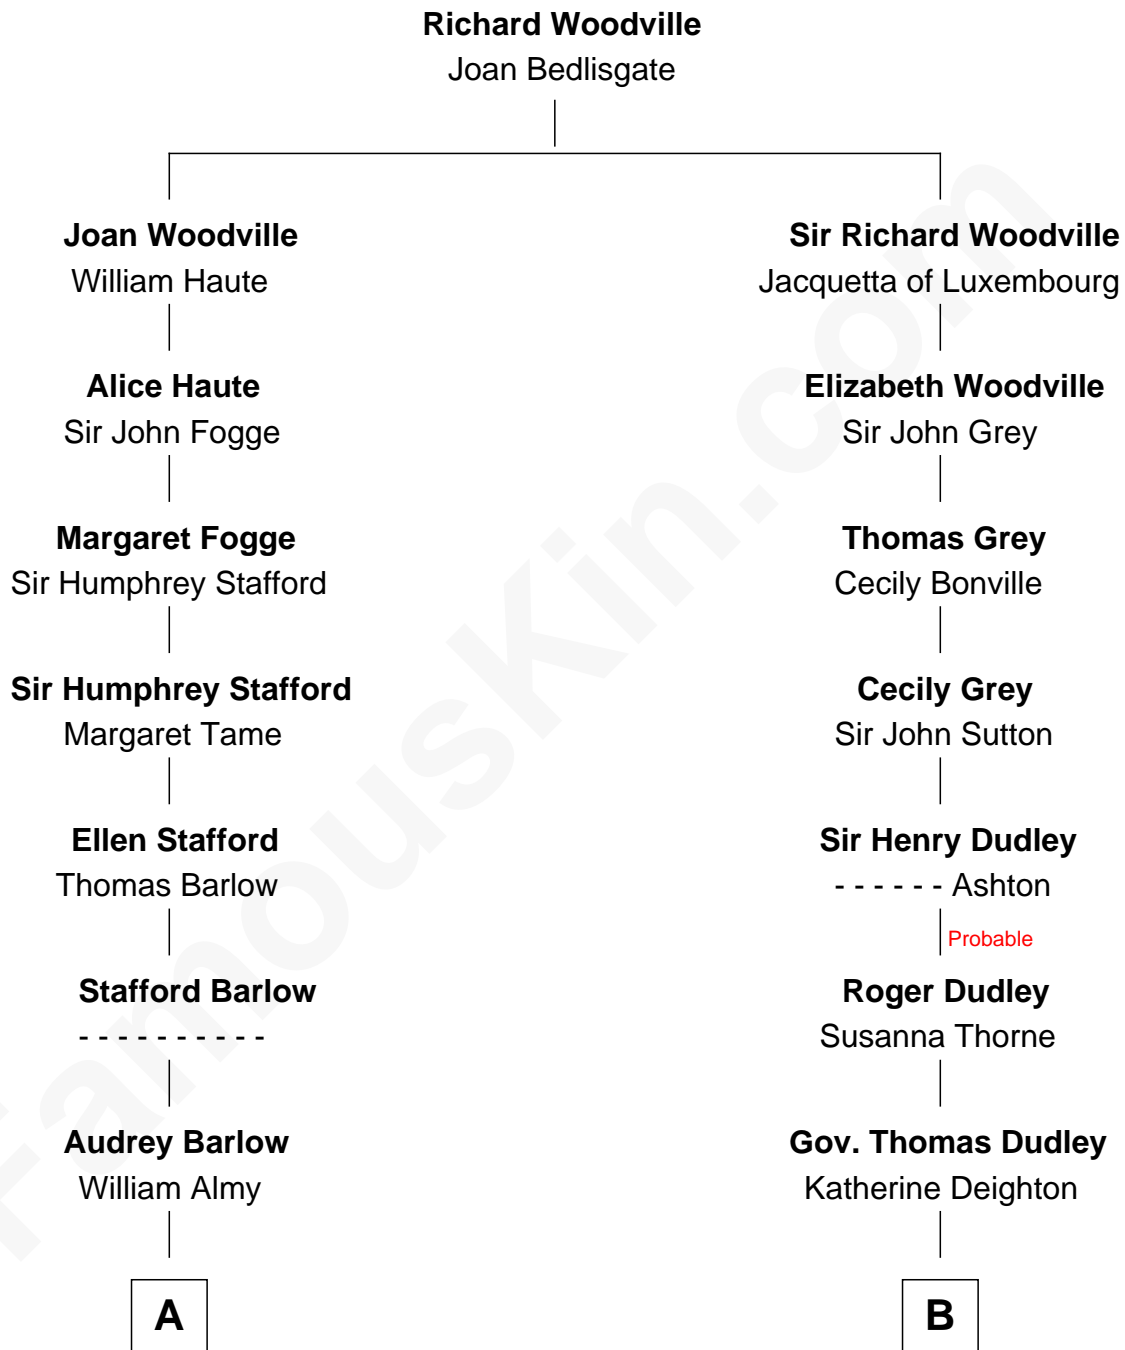 Richard Woodville
Joan Bedlisgate
Joan Woodville
William Haute
Sir Richard Woodville
Jacquetta of Luxembourg
Alice Haute
Sir John Fogge
Elizabeth Woodville
Sir John Grey
Margaret Fogge
Sir Humphrey Stafford
Thomas Grey
Cecily Bonville
Sir Humphrey Stafford
Margaret Tame
Cecily Grey
Sir John Sutton
Ellen Stafford
Thomas Barlow
Sir Henry Dudley
- - - - - - Ashton
Probable
Stafford Barlow
- - - - - - - - - -
Roger Dudley
Susanna Thorne
Audrey Barlow
William Almy
Gov. Thomas Dudley
Katherine Deighton
A
B
FamousKin.com